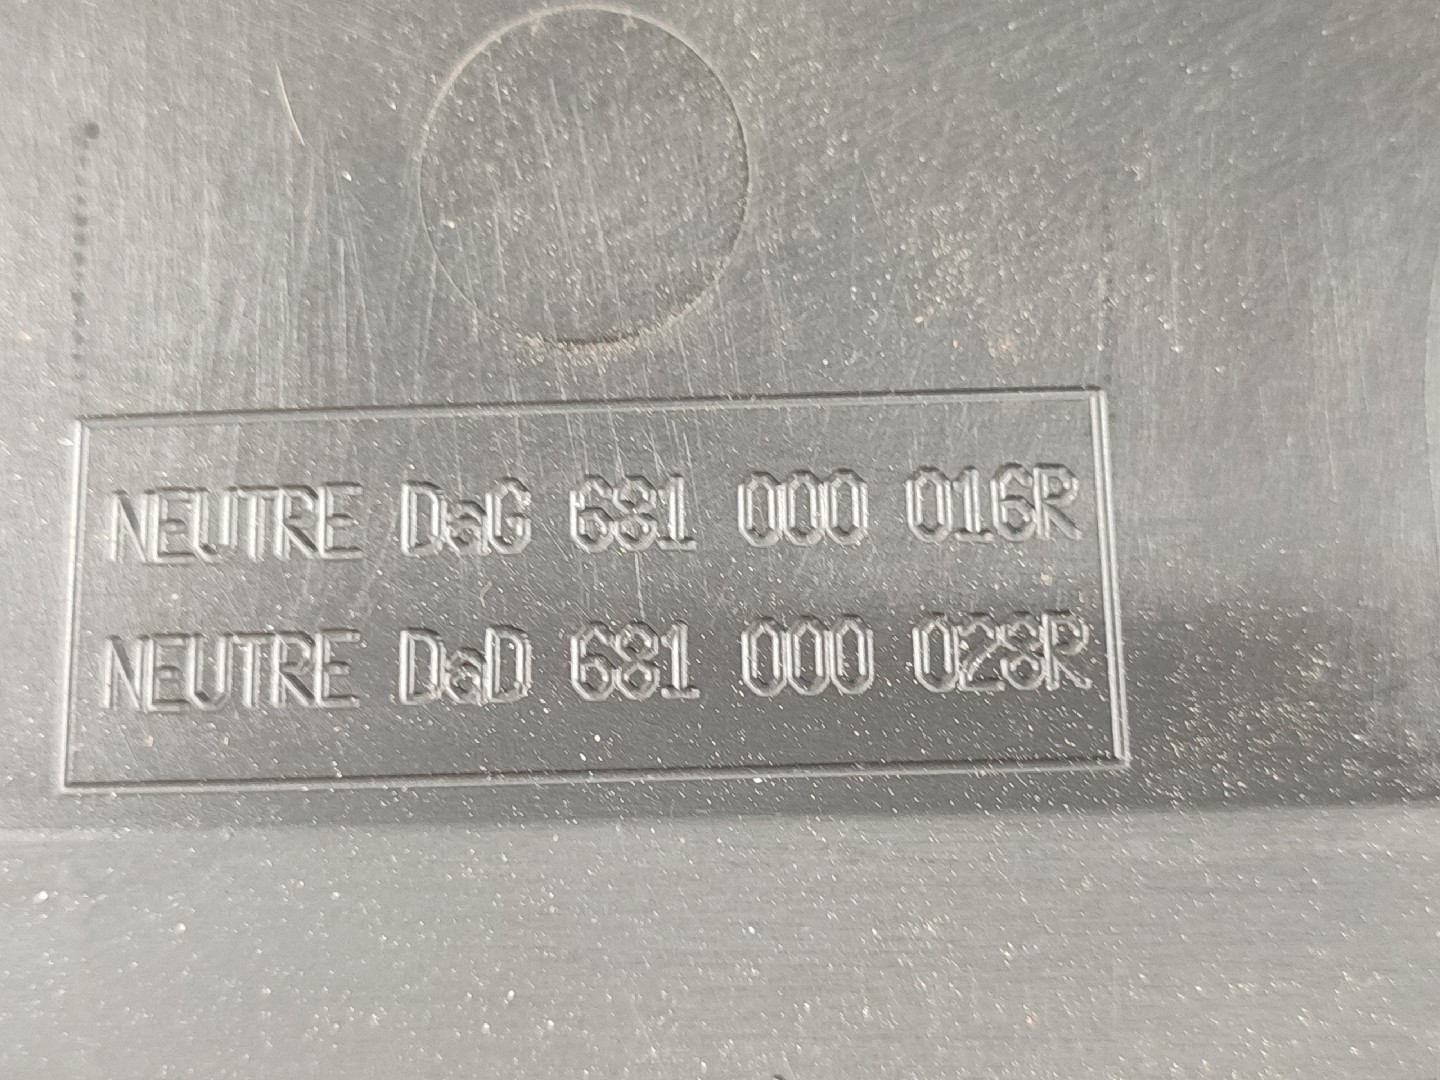 NEUTRE DaG 681 000 016R
NEUTRE DaD 681 000 028R